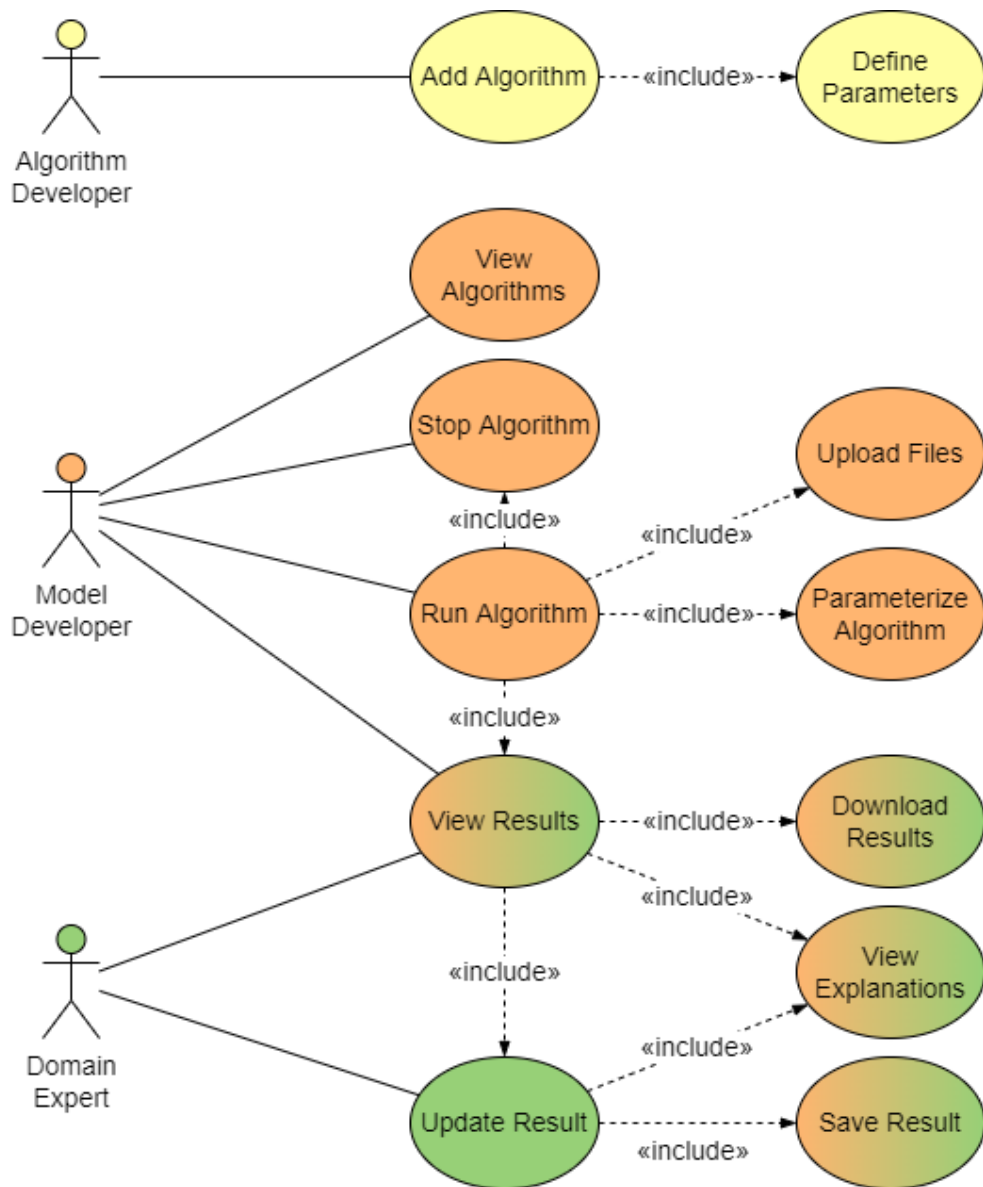 Add Algorithm
«include»
Define
Parameters
Algorithm
Developer
View
Algorithms
Stop Algorithm
Upload Files
«include»
«include»
Model
Developer
Run Algorithm
«include»
Parameterize
Algorithm
«include»
View Results
«include»
Download
Results
«include»
«include»
View
Explanations
Domain
Expert
«include»
Update Result
Save Result
«include»